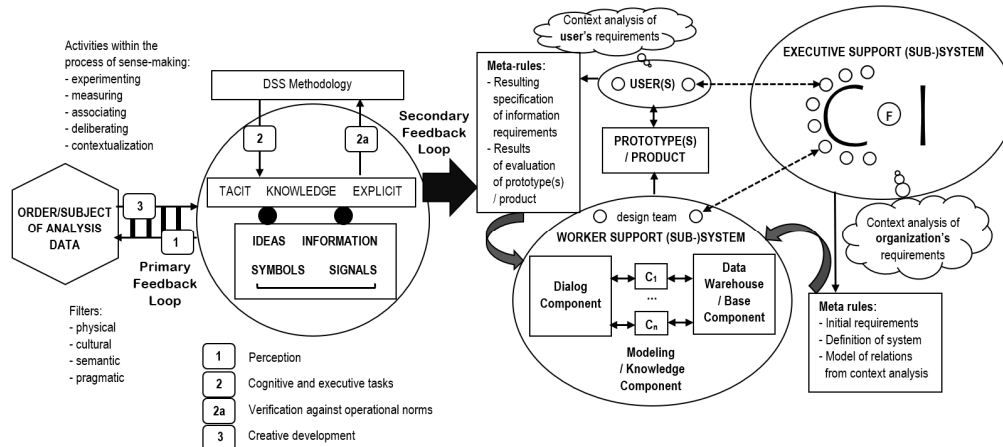 Activities within the
process of sense-making:
- experimenting
- measuring
- associating
- deliberating
- contextualization
DSS Methodology
2
2a
TACIT KNOWLEDGE EXPLICIT
IDEAS INFORMATION
SYMBOLS SIGNALS
ORDER/SUBJECT
OF ANALYSIS
DATA
3
1
Primary
Feedback
Loop
Filters:
- physical
- cultural
- semantic
- pragmatic
1 Perception
2 Cognitive and executive tasks
2a Verification against operational norms
3 Creative development
Secondary
Feedback
Loop
Meta-rules:
- Resulting
specification
of information
requirements
- Results
of evaluation
of prototype(s)
/ product
Context analysis of
user's requirements
USER(S)
PROTOTYPE(S)
/ PRODUCT
design team
WORKER SUPPORT (SUB-)SYSTEM
Dialog
Component
C1
...
Cn
Data
Warehouse
/ Base
Component
Modeling
/ Knowledge
Component
EXECUTIVE SUPPORT (SUB-)SYSTEM
F
Context analysis of
organization's
requirements
Meta rules:
- Initial requirements
- Definition of system
- Model of relations
from context analysis